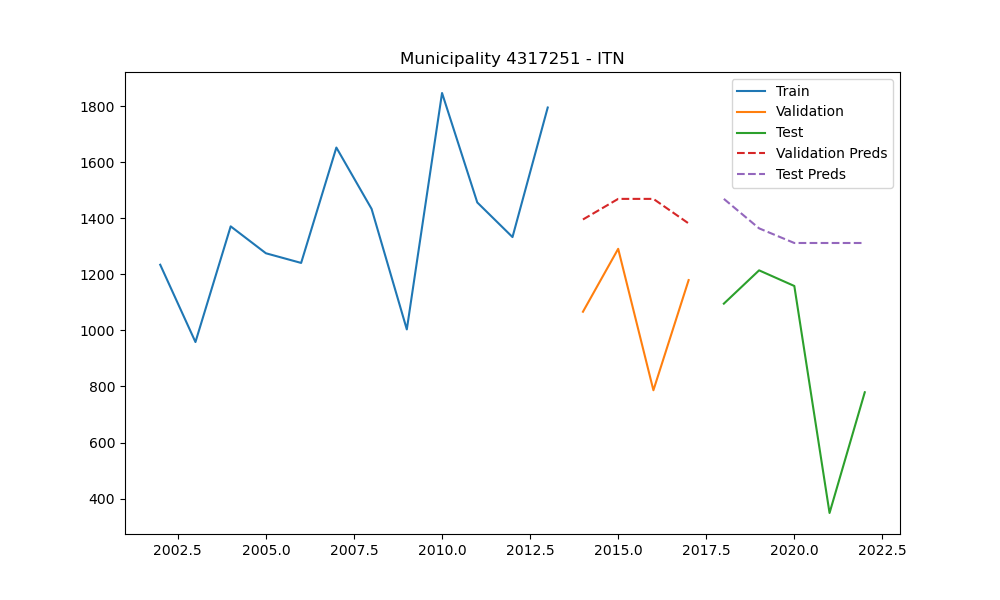 Municipality 4317251 - ITN
Train
Validation
Test
Validation Preds
Test Preds
1800
1600
1400
1200
1000
800
600
400
2002.5 2005.0 2007.5 2010.0 2012.5 2015.0 2017.5 2020.0 2022.5